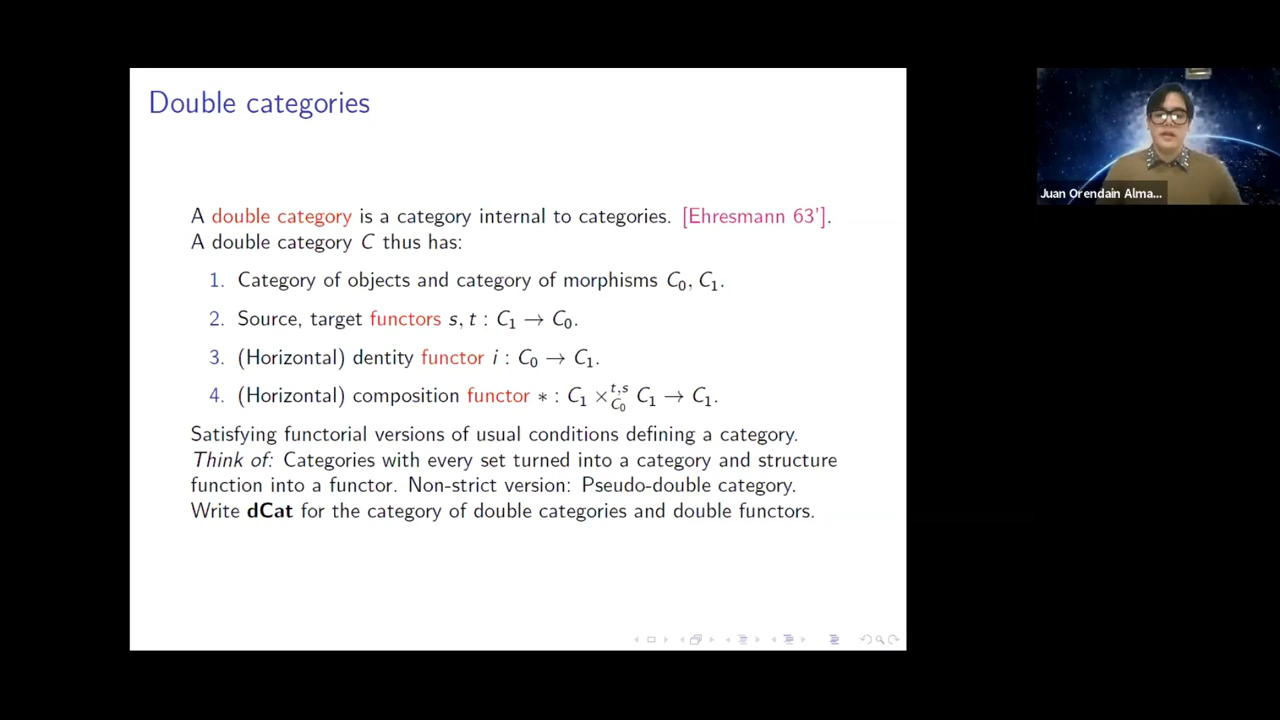 Double categories
A double category is a category internal to categories. [Ehresmann 63'].
A double category C thus has:
1. Category of objects and category of morphisms C₀, C₁.
2. Source, target functors s, t : C₁ → C₀.
3. (Horizontal) dentity functor i : C₀ → C₁.
4. (Horizontal) composition functor ∗ : C₁ ×^{t,s}_{C₀} C₁ → C₁.
Satisfying functorial versions of usual conditions defining a category.
Think of: Categories with every set turned into a category and structure
function into a functor. Non-strict version: Pseudo-double category.
Write dCat for the category of double categories and double functors.
Juan Orendain Alma...